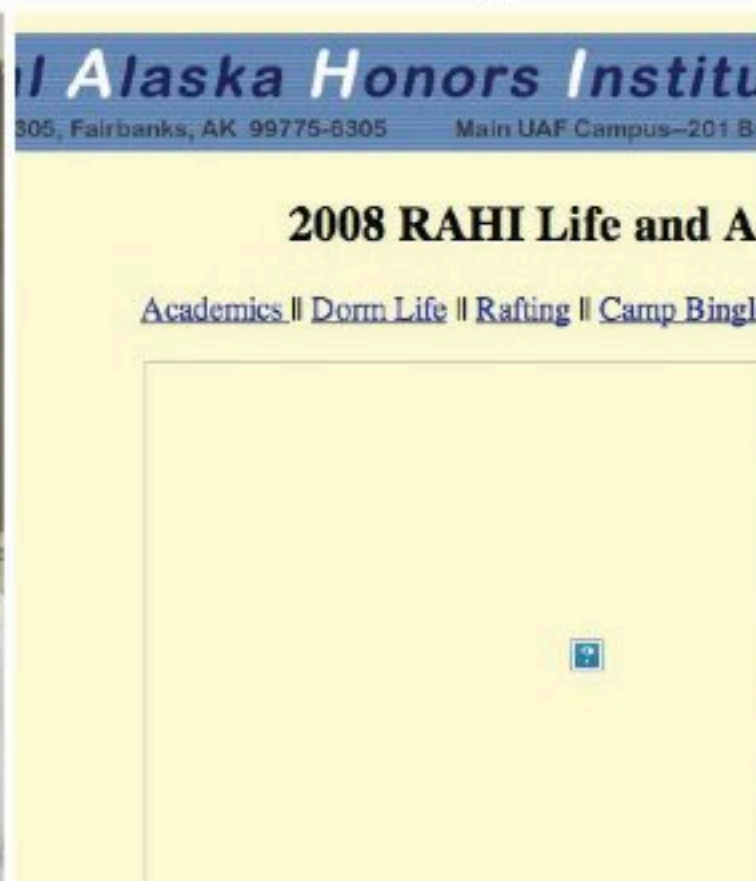 l Alaska Honors Institu
305, Fairbanks, AK 99775-6305 Main UAF Campus--201 B
2008 RAHI Life and A
Academics || Dorm Life || Rafting || Camp Bingl
?